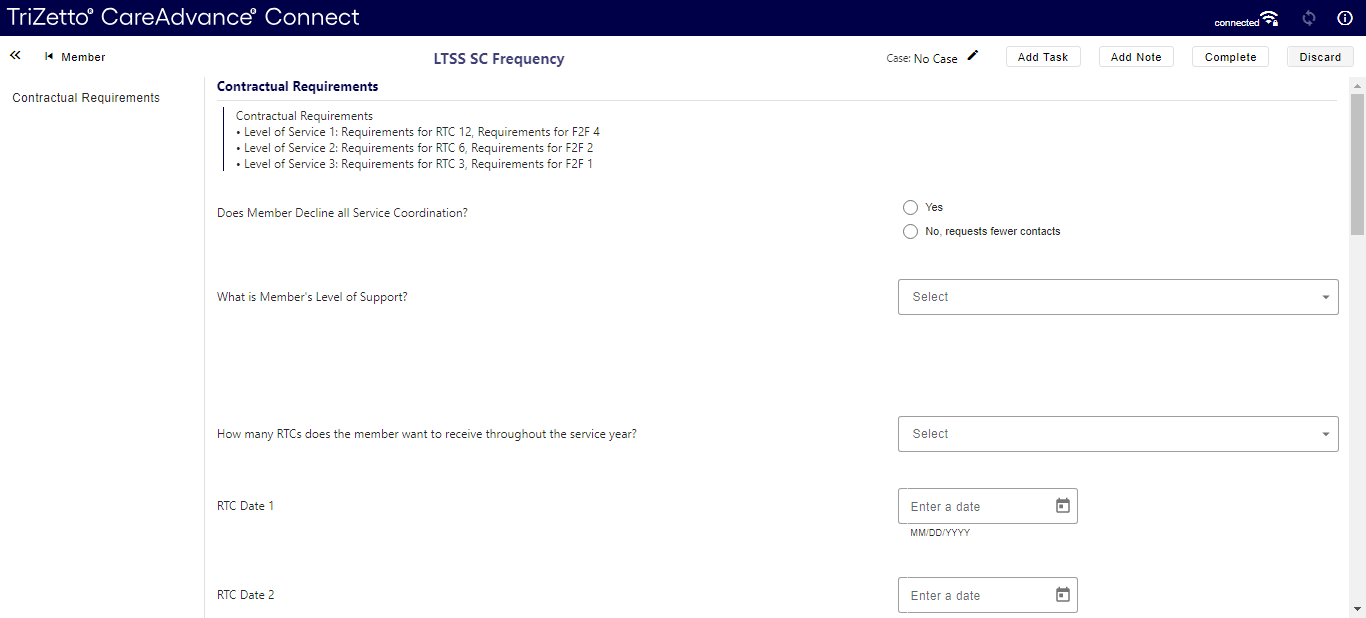 TriZetto® CareAdvance® Connect
connected
Member
LTSS SC Frequency
Case: No Case
Add Task
Add Note
Complete
Discard
Contractual Requirements
Contractual Requirements
Contractual Requirements
• Level of Service 1: Requirements for RTC 12, Requirements for F2F 4
• Level of Service 2: Requirements for RTC 6, Requirements for F2F 2
• Level of Service 3: Requirements for RTC 3, Requirements for F2F 1
Does Member Decline all Service Coordination?
Yes
No, requests fewer contacts
What is Member's Level of Support?
Select
How many RTCs does the member want to receive throughout the service year?
Select
RTC Date 1
Enter a date
MM/DD/YYYY
RTC Date 2
Enter a date